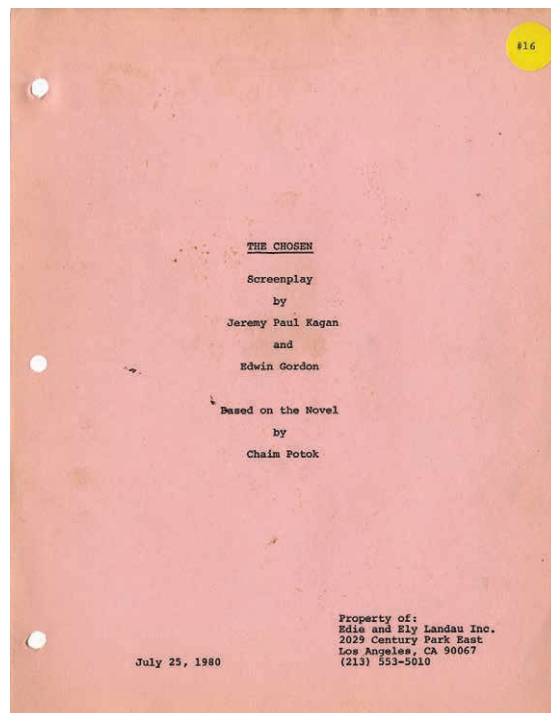 #16
THE CHOSEN
Screenplay
by
Jeremy Paul Kagan
and
Edwin Gordon
Based on the Novel
by
Chaim Potok
Property of:
Edie and Ely Landau Inc.
2029 Century Park East
Los Angeles, CA 90067
July 25, 1980
(213) 553-5010